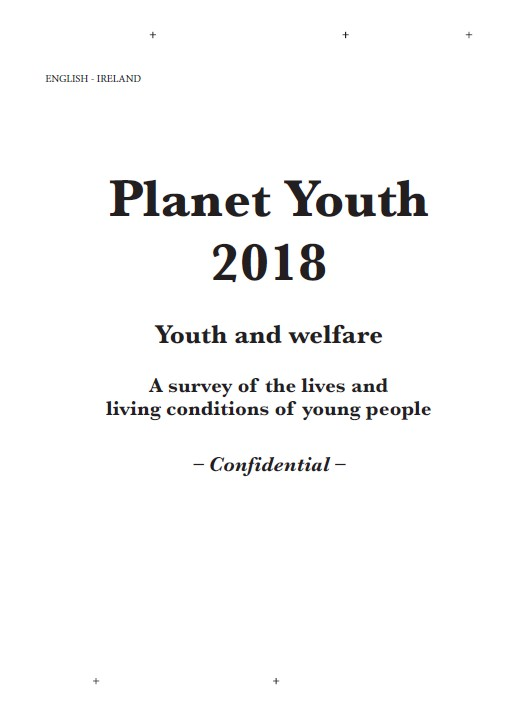 ENGLISH - IRELAND
Planet Youth
2018
Youth and welfare
A survey of the lives and
living conditions of young people
– Confidential –